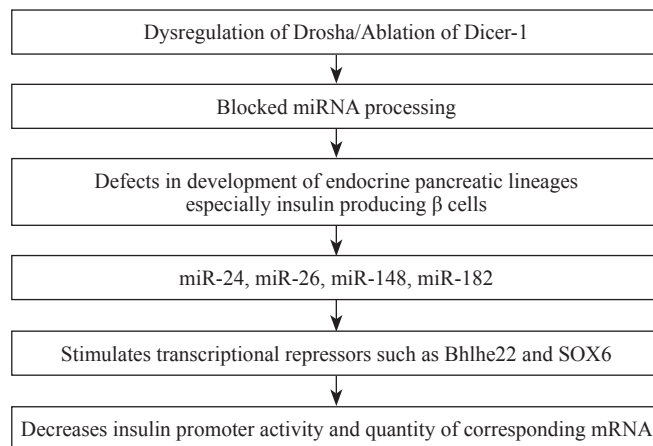 Dysregulation of Drosha/Ablation of Dicer-1
Blocked miRNA processing
Defects in development of endocrine pancreatic lineages
especially insulin producing β cells
miR-24, miR-26, miR-148, miR-182
Stimulates transcriptional repressors such as Bhlhe22 and SOX6
Decreases insulin promoter activity and quantity of corresponding mRNA